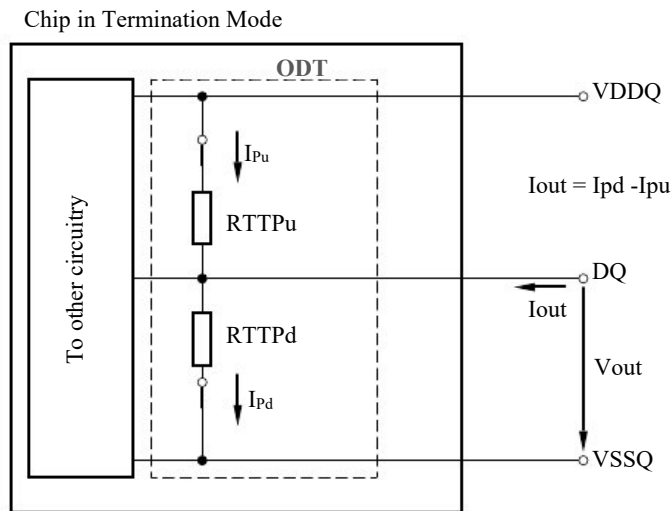 Chip in Termination Mode
ODT
VDDQ
IPu
Iout = Ipd -Ipu
RTTPu
To other circuitry
DQ
Iout
RTTPd
Vout
IPd
VSSQ